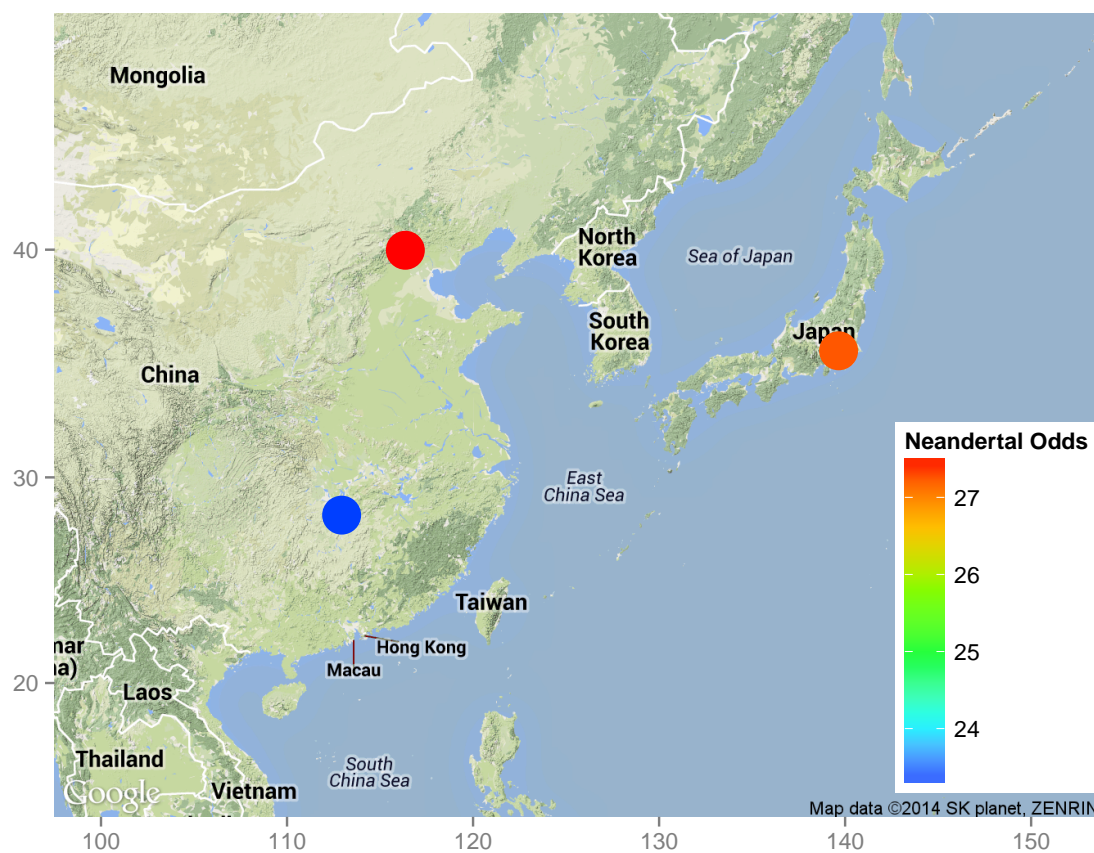 Mongolia
40
North
Korea
Sea of Japan
South
Korea
Japan
China
Neandertal Odds
27
26
25
24
30
East
China Sea
Taiwan
Hong Kong
Macau
20
Laos
Thailand
South
China Sea
Google
Vietnam
Map data ©2014 SK planet, ZENRIN
100
110
120
130
140
150